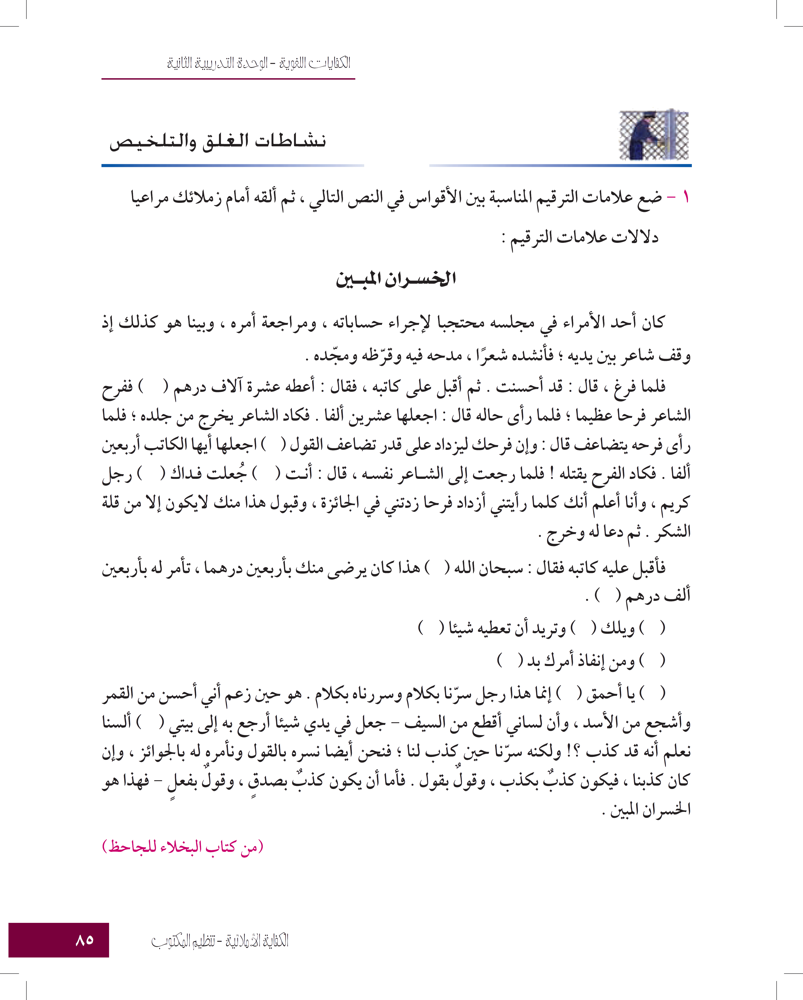 الكفايات اللغوية - الوحدة التدريبية الثانية
نشاطات الغلق والتلخيص
١ - ضع علامات الترقيم المناسبة بين الأقواس في النص التالي ، ثم ألقه أمام زملائك مراعيا
دلالات علامات الترقيم :
الخسران المبين
كان أحد الأمراء في مجلسه محتجبا لإجراء حساباته ، ومراجعة أمره ، وبينا هو كذلك إذ
وقف شاعر بين يديه ؛ فأنشده شعرًا ، مدحه فيه وقرّظه ومجّده .
فلما فرغ ، قال : قد أحسنت . ثم أقبل على كاتبه ، فقال : أعطه عشرة آلاف درهم (   ) ففرح
الشاعر فرحا عظيما ؛ فلما رأى حاله قال : اجعلها عشرين ألفا . فكاد الشاعر يخرج من جلده ؛ فلما
رأى فرحه يتضاعف قال : وإن فرحك ليزداد على قدر تضاعف القول (   ) اجعلها أيها الكاتب أربعين
ألفا . فكاد الفرح يقتله ! فلما رجعت إلى الشاعر نفسه ، قال : أنت (   ) جُعلت فداك (   ) رجل
كريم ، وأنا أعلم أنك كلما رأيتني أزداد فرحا زدتني في الجائزة ، وقبول هذا منك لايكون إلا من قلة
الشكر . ثم دعا له وخرج .
فأقبل عليه كاتبه فقال : سبحان الله (   ) هذا كان يرضى منك بأربعين درهما ، تأمر له بأربعين
ألف درهم (   ) .
(   ) ويلك (   ) وتريد أن تعطيه شيئا (   )
(   ) ومن إنفاذ أمرك بد (   )
(   ) يا أحمق (   ) إنما هذا رجل سرّنا بكلام وسررناه بكلام . هو حين زعم أني أحسن من القمر
وأشجع من الأسد ، وأن لساني أقطع من السيف - جعل في يدي شيئا أرجع به إلى بيتي (   ) ألسنا
نعلم أنه قد كذب ؟! ولكنه سرّنا حين كذب لنا ؛ فنحن أيضا نسره بالقول ونأمره له بالجوائز ، وإن
كان كذبنا ، فيكون كذبٌ بكذب ، وقولٌ بقول . فأما أن يكون كذبٌ بصدقٍ ، وقولٌ بفعلٍ - فهذا هو
الخسران المبين .
(من كتاب البخلاء للجاحظ)
الكفاية الإملائية - تنظيم المكتوب
٨٥